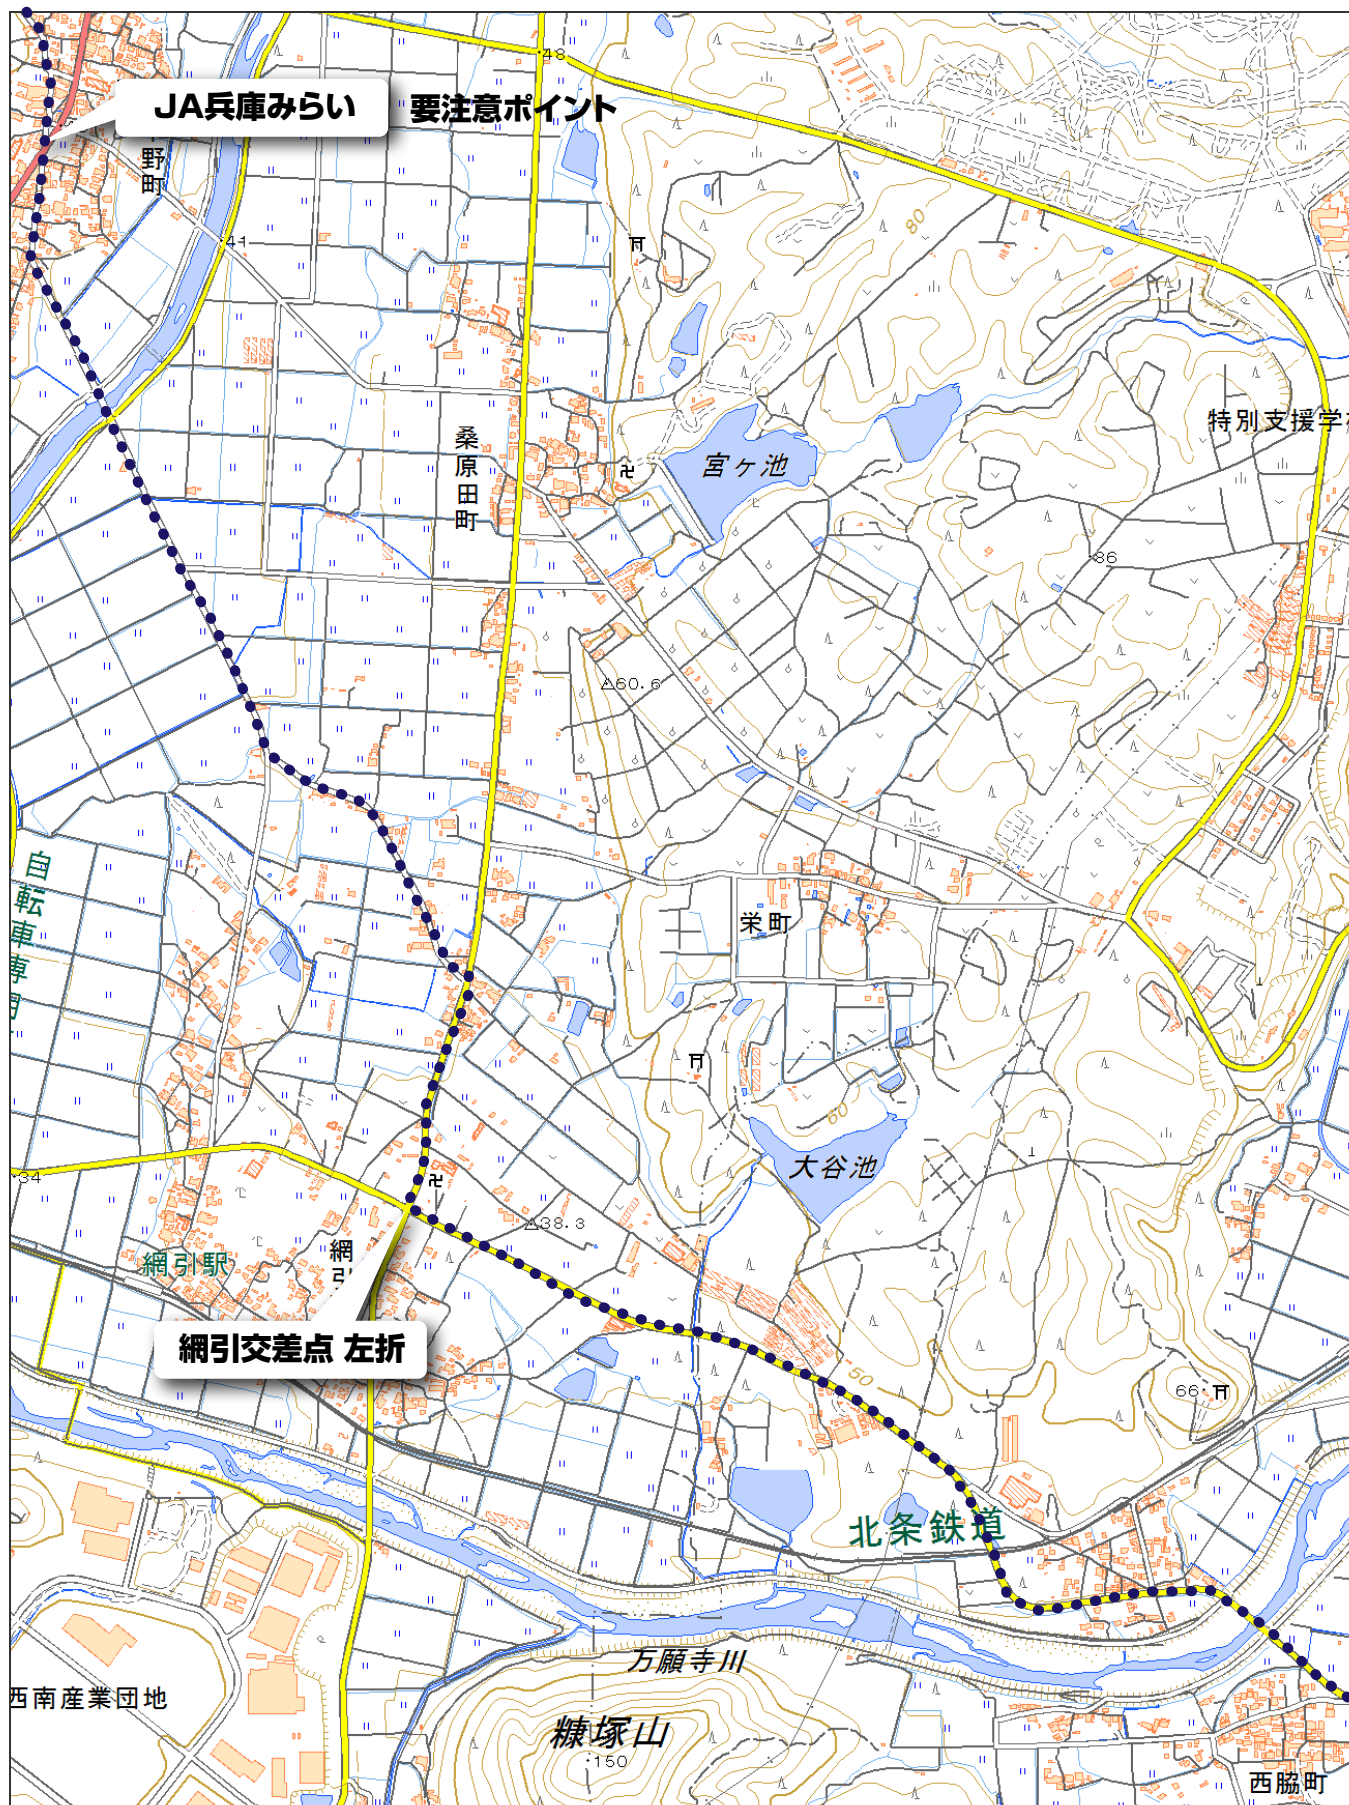 48
JA兵庫みらい
要注意ポイント
野町
41
80
特別支援学
桑原田町
宮ヶ池
86
60.6
自転車専用
栄町
60
大谷池
34
38.3
網引駅
網引
網引交差点 左折
50
66
北条鉄道
万願寺川
西南産業団地
糠塚山
150
西脇町